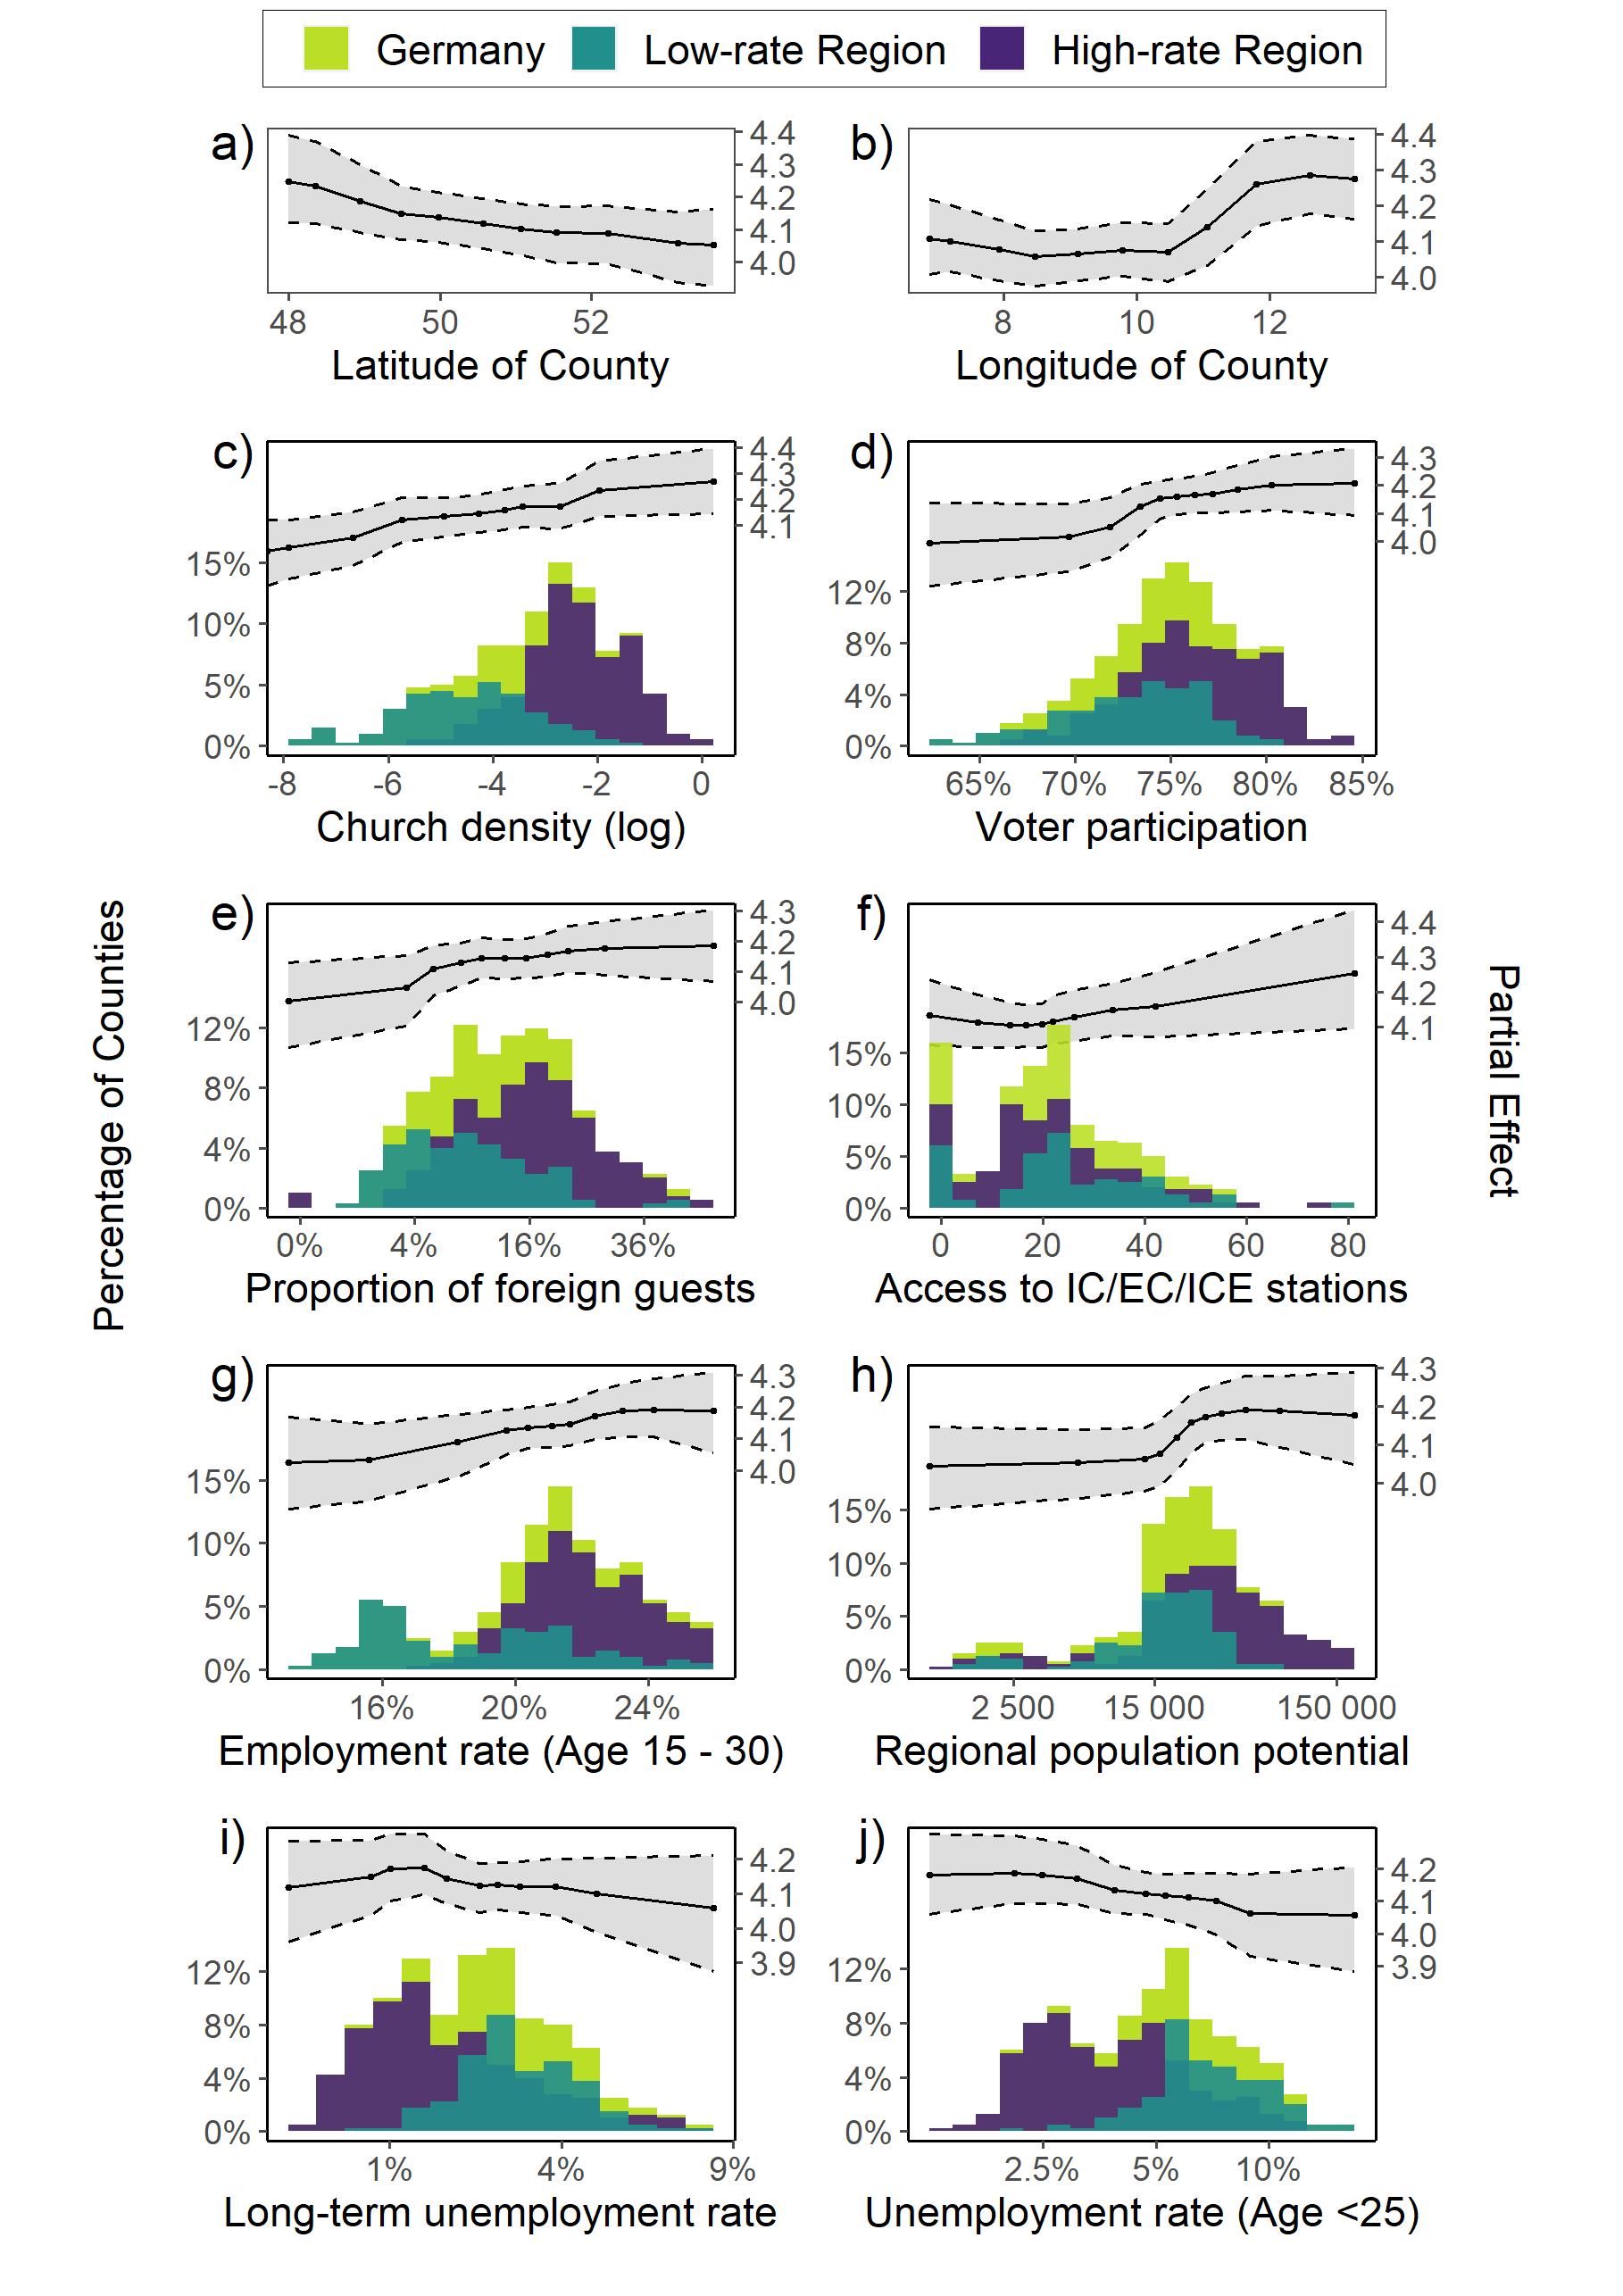 Germany Low-rate Region High-rate Region
a)
4.4
4.3
4.2
4.1
4.0
48 50 52
Latitude of County
b)
4.4
4.3
4.2
4.1
4.0
8 10 12
Longitude of County
c)
4.4
4.3
4.2
4.1
15%
10%
5%
0%
-8 -6 -4 -2 0
Church density (log)
d)
4.3
4.2
4.1
4.0
12%
8%
4%
0%
65% 70% 75% 80% 85%
Voter participation
Percentage of Counties
e)
4.3
4.2
4.1
4.0
12%
8%
4%
0%
0% 4% 16% 36%
Proportion of foreign guests
f)
4.4
4.3
4.2
4.1
15%
10%
5%
0%
0 20 40 60 80
Access to IC/EC/ICE stations
Partial Effect
g)
4.3
4.2
4.1
4.0
15%
10%
5%
0%
16% 20% 24%
Employment rate (Age 15 - 30)
h)
4.3
4.2
4.1
4.0
15%
10%
5%
0%
2 500 15 000 150 000
Regional population potential
i)
4.2
4.1
4.0
3.9
12%
8%
4%
0%
1% 4% 9%
Long-term unemployment rate
j)
4.2
4.1
4.0
3.9
12%
8%
4%
0%
2.5% 5% 10%
Unemployment rate (Age <25)